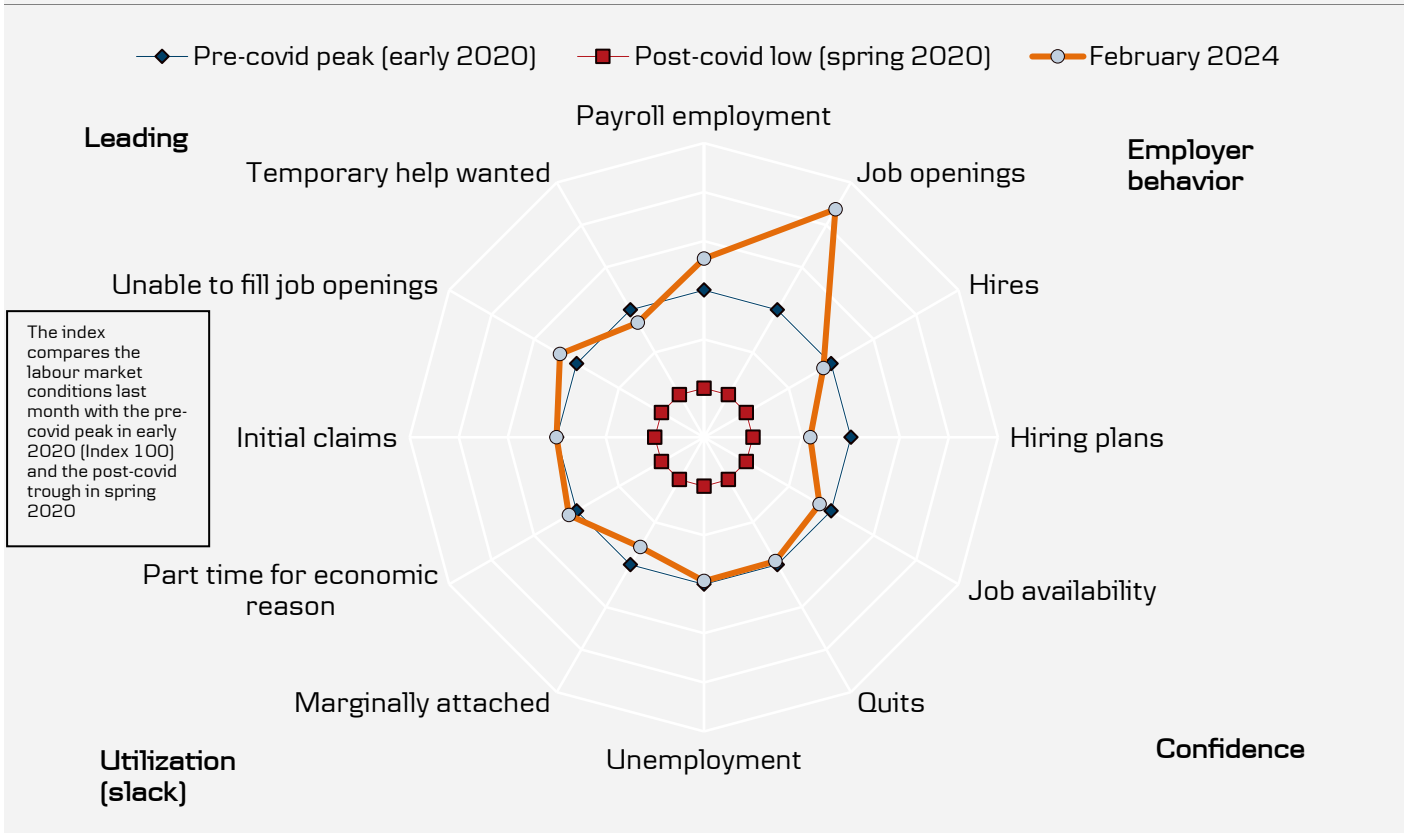 Pre-covid peak (early 2020)
Post-covid low (spring 2020)
February 2024
Leading
Payroll employment
Employer
behavior
Temporary help wanted
Job openings
Unable to fill job openings
Hires
The index
compares the
labour market
conditions last
month with the pre-
covid peak in early
2020 (Index 100)
and the post-covid
trough in spring
2020
Initial claims
Hiring plans
Part time for economic
reason
Job availability
Marginally attached
Quits
Unemployment
Utilization
(slack)
Confidence